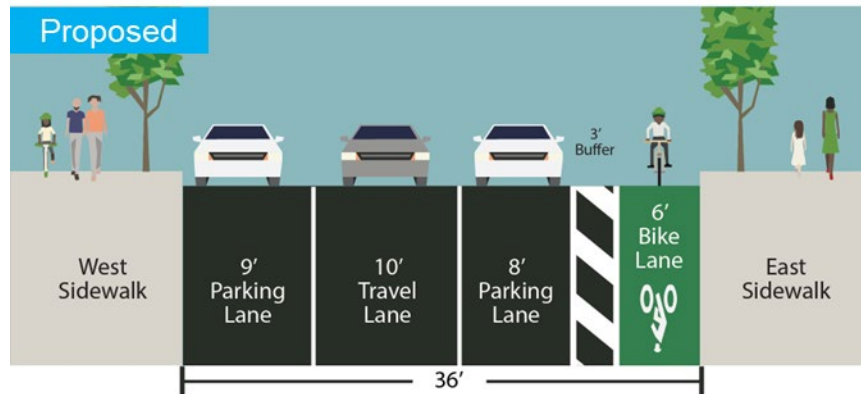 Proposed
3'
Buffer
West
Sidewalk
9'
Parking
Lane
10'
Travel
Lane
8'
Parking
Lane
6'
Bike
Lane
East
Sidewalk
36'